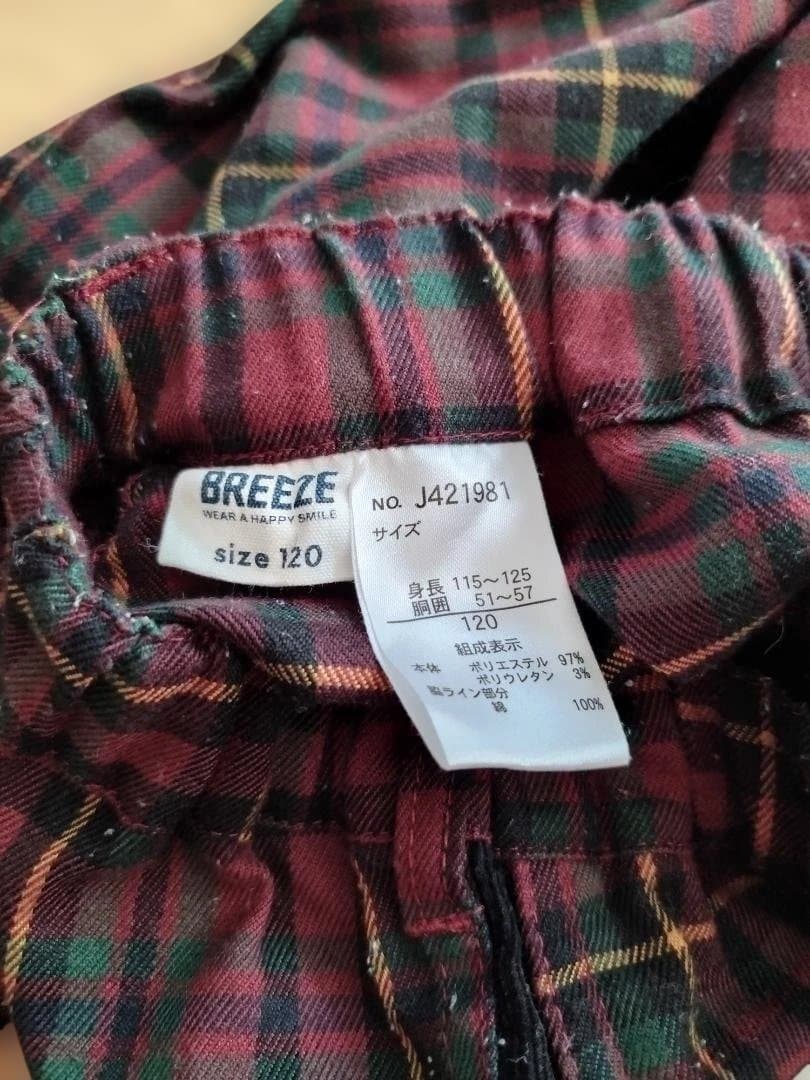 BREEZE
WEAR A HAPPY SMILE
size 120
NO. J421981
サイズ
身長 115～125
胴囲 51～57
120
組成表示
本体 ポリエステル 97%
ポリウレタン 3%
脇ライン部分
綿 100%